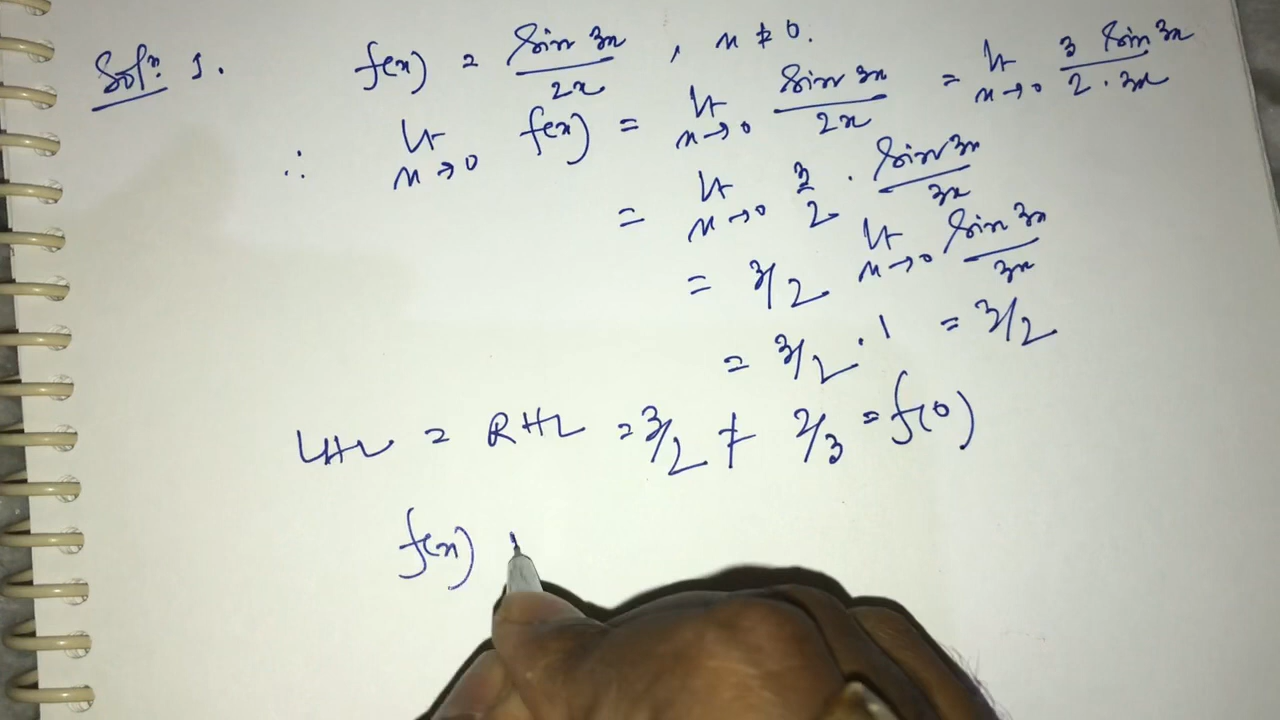 Solⁿ. 1. f(x) = sin 3x / 2x , x ≠ 0.
∴ lt x→0 f(x) = lt x→0 sin 3x / 2x = lt x→0 3 sin 3x / 2 · 3x
= lt x→0 3/2 · sin 3x / 3x
= 3/2 lt x→0 sin 3x / 3x
= 3/2 · 1 = 3/2
LHL = RHL = 3/2 ≠ 2/3 = f(0)
f(x)